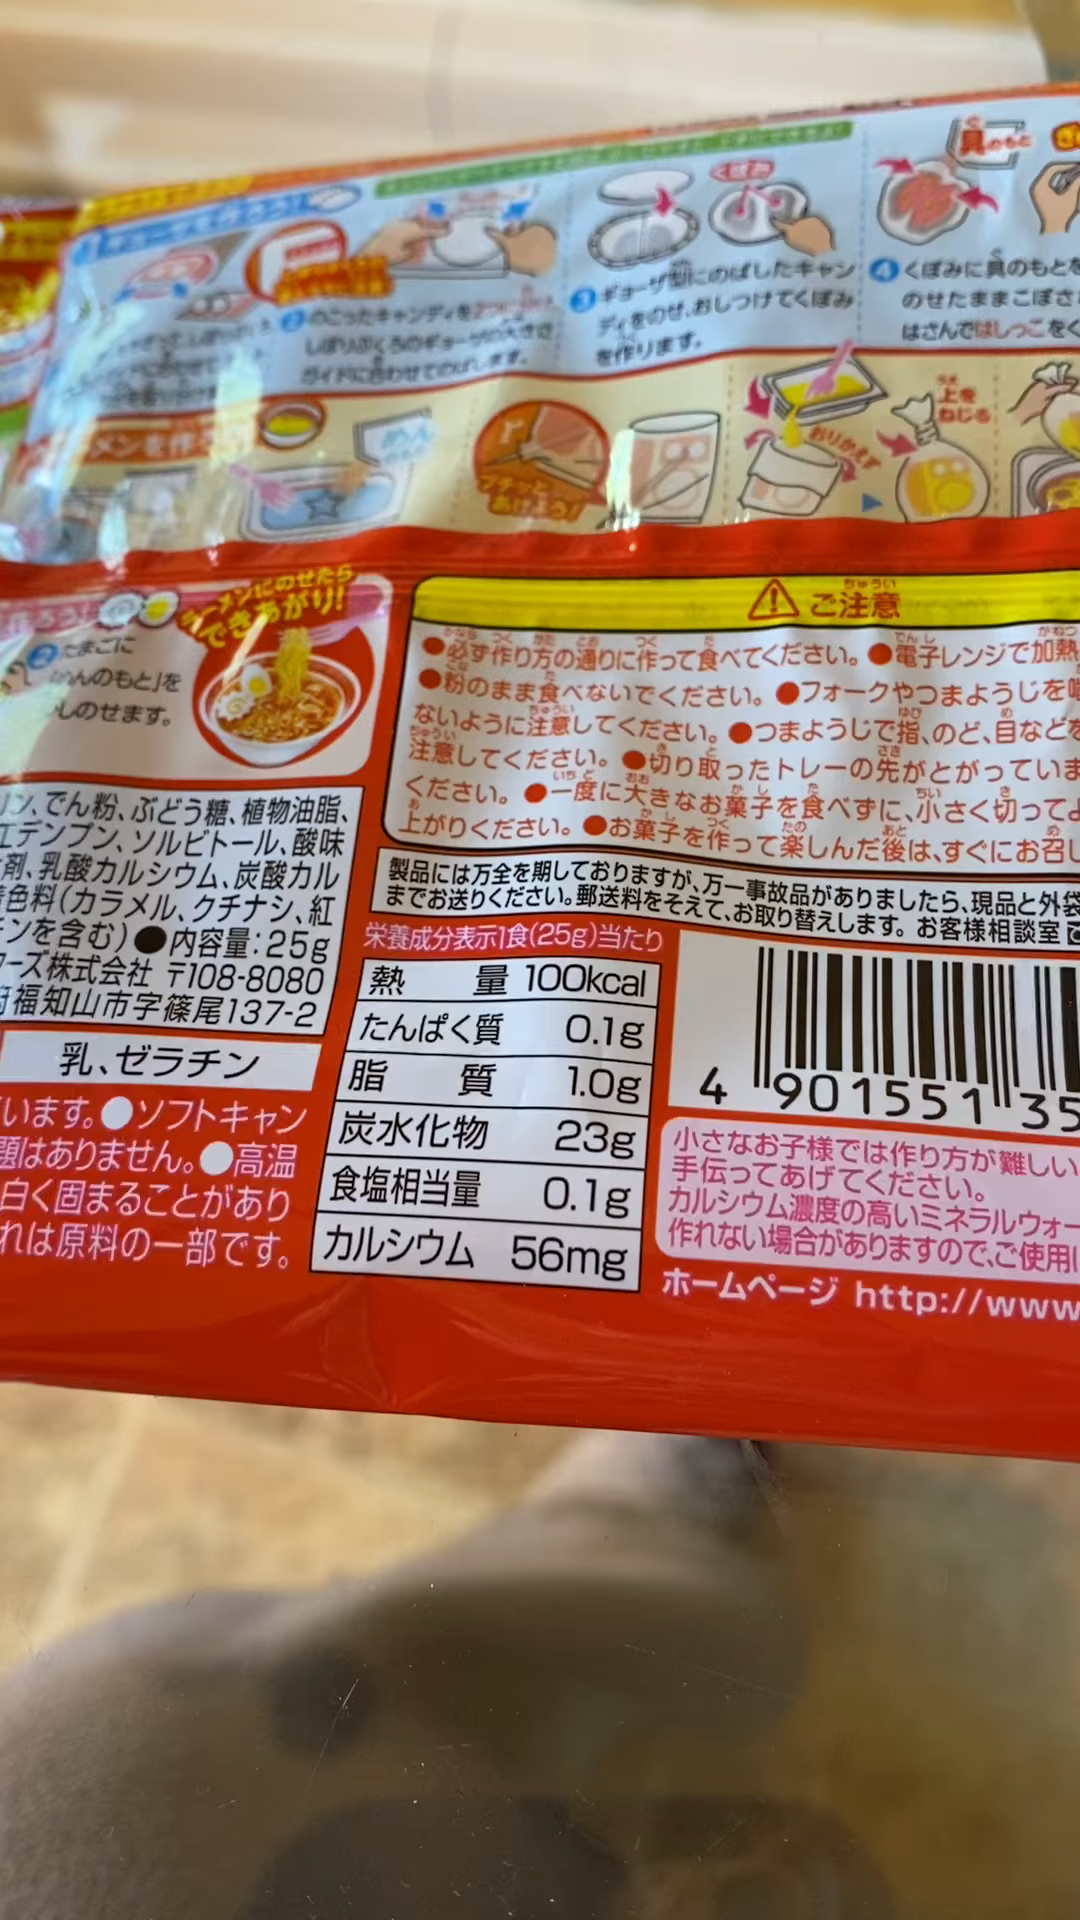 具のもと
くぼみ
のこったキャンディを2つに
しぼりぶくろのギョーザの大きさ
ガイドに合わせてのばします。
❸ギョーザ型にのばしたキャン
ディをのせ、おしつけてくぼみ
を作ります。
❹くぼみに具のもとを
のせたままこぼさ
はさんではしっこをく
メンを作ろう
めん
プチッと
あけよう!
おりかえす
上を
ねじる
ラーメンにのせたら
できあがり!
❷たまごに
めんのもと」を
しのせます。
ご注意
ちゅうい
●必ず作り方の通りに作って食べてください。●電子レンジで加熱
●粉のまま食べないでください。●フォークやつまようじを
ないように注意してください。●つまようじで指、のど、目などを
注意してください。●切り取ったトレーの先がとがっていま
ください。●一度に大きなお菓子を食べずに、小さく切ってよ
上がりください。●お菓子を作って楽しんだ後は、すぐにお召し
リン、でん粉、ぶどう糖、植物油脂、
工デンプン、ソルビトール、酸味
剤、乳酸カルシウム、炭酸カル
着色料(カラメル、クチナシ、紅
チンを含む)●内容量:25g
ーズ株式会社 〒108-8080
府福知山市字篠尾137-2
乳、ゼラチン
います。●ソフトキャン
題はありません。●高温
白く固まることがあり
れは原料の一部です。
製品には万全を期しておりますが、万一事故品がありましたら、現品と外袋
までお送りください。郵送料をそえて、お取り替えします。お客様相談室
栄養成分表示1食(25g)当たり
熱量 100kcal
たんぱく質 0.1g
脂質 1.0g
炭水化物 23g
食塩相当量 0.1g
カルシウム 56mg
4 901551 35
小さなお子様では作り方が難しい
手伝ってあげてください。
カルシウム濃度の高いミネラルウォー
作れない場合がありますので、ご使用
ホームページ http://www